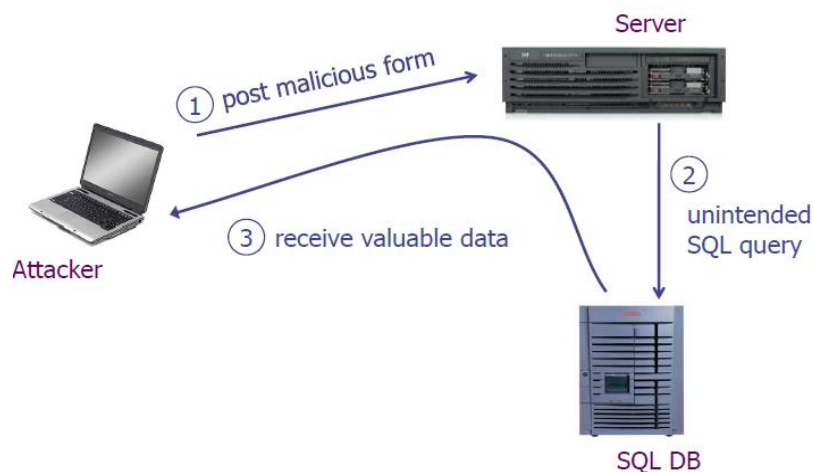 Server
1 post malicious form
2
unintended
SQL query
3 receive valuable data
Attacker
SQL DB